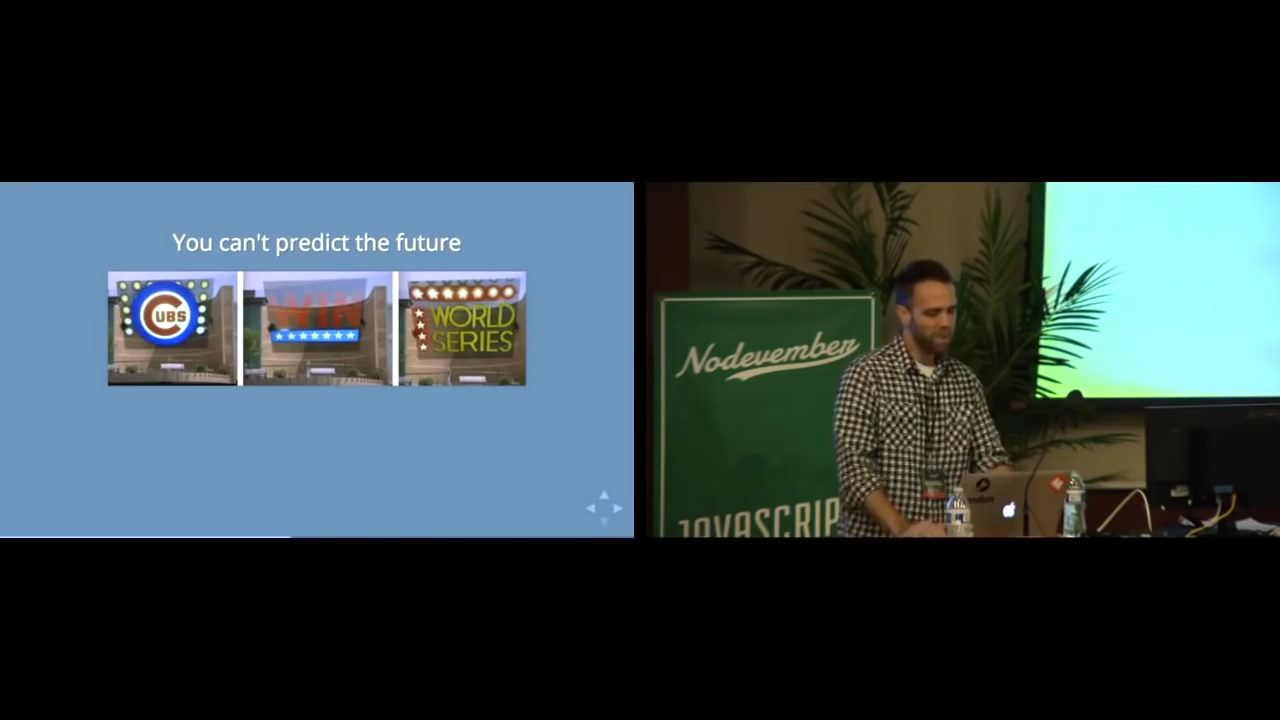 You can't predict the future
CUBS
WIN
WORLD
SERIES
Nodevember
JAVASCRIP